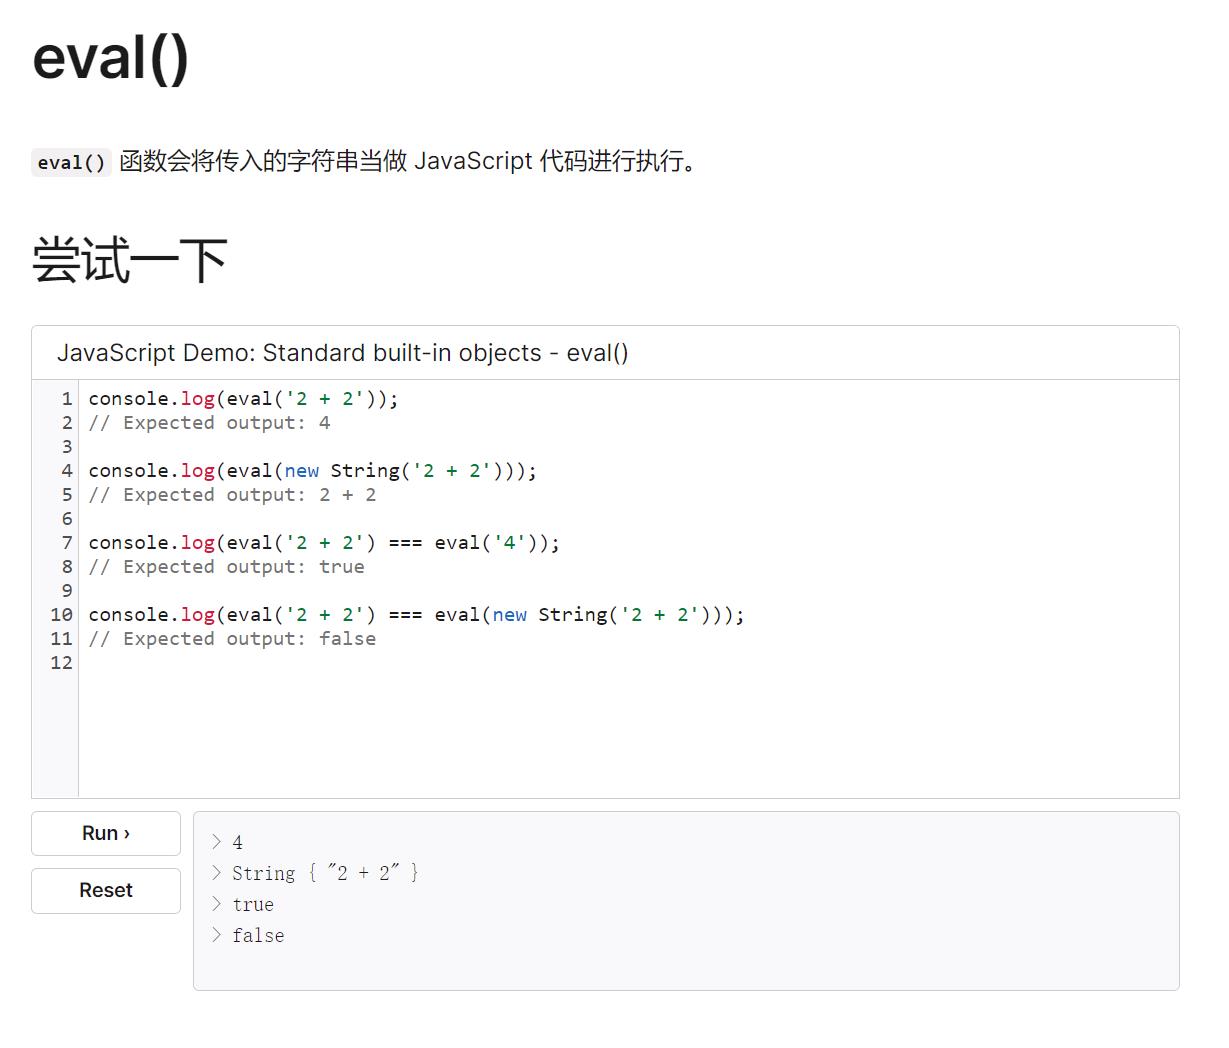 eval()
eval() 函数会将传入的字符串当做 JavaScript 代码进行执行。
尝试一下
JavaScript Demo: Standard built-in objects - eval()
1 console.log(eval('2 + 2'));
2 // Expected output: 4
3
4 console.log(eval(new String('2 + 2')));
5 // Expected output: 2 + 2
6
7 console.log(eval('2 + 2') === eval('4'));
8 // Expected output: true
9
10 console.log(eval('2 + 2') === eval(new String('2 + 2')));
11 // Expected output: false
12
Run ›
Reset
> 4
> String { "2 + 2" }
> true
> false